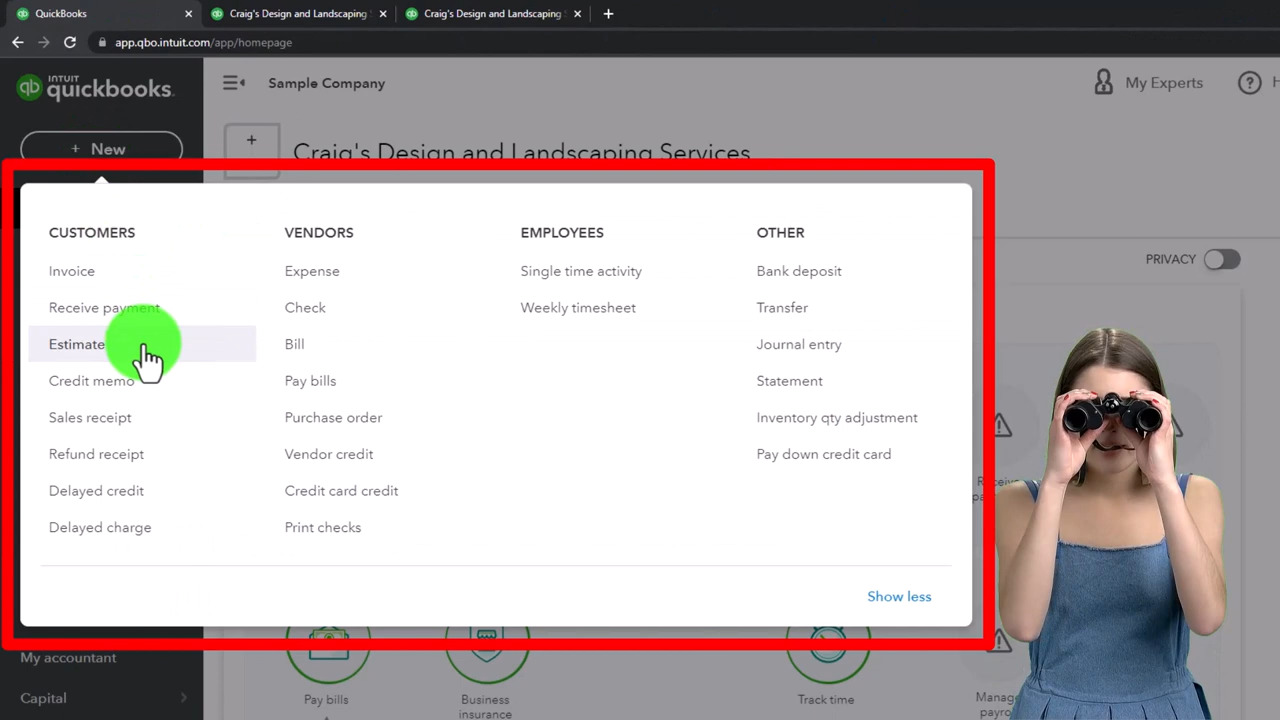 QuickBooks
Craig's Design and Landscaping
Craig's Design and Landscaping
app.qbo.intuit.com/app/homepage
INTUIT
quickbooks.
Sample Company
My Experts
+ New
Craig's Design and Landscaping Services
PRIVACY
CUSTOMERS
Invoice
Receive payment
Estimate
Credit memo
Sales receipt
Refund receipt
Delayed credit
Delayed charge
VENDORS
Expense
Check
Bill
Pay bills
Purchase order
Vendor credit
Credit card credit
Print checks
EMPLOYEES
Single time activity
Weekly timesheet
OTHER
Bank deposit
Transfer
Journal entry
Statement
Inventory qty adjustment
Pay down credit card
Show less
My accountant
Capital
Pay bills
Business
insurance
Track time
Manage